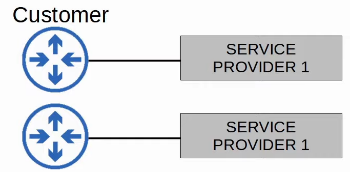 Customer
SERVICE
PROVIDER 1
SERVICE
PROVIDER 1